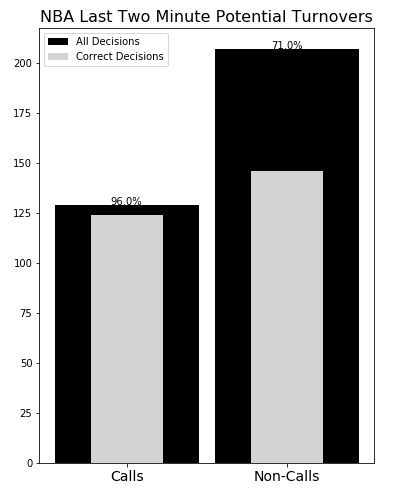 NBA Last Two Minute Potential Turnovers
All Decisions
Correct Decisions
71.0%
96.0%
200
175
150
125
100
75
50
25
0
Calls
Non-Calls